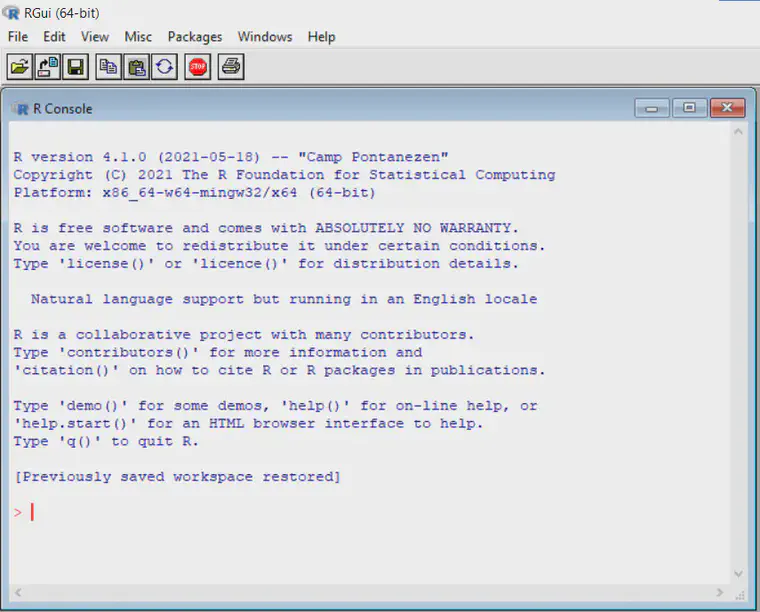 RGui (64-bit)
File Edit View Misc Packages Windows Help
STOP
R Console
R version 4.1.0 (2021-05-18) -- "Camp Pontanezen"
Copyright (C) 2021 The R Foundation for Statistical Computing
Platform: x86_64-w64-mingw32/x64 (64-bit)
R is free software and comes with ABSOLUTELY NO WARRANTY.
You are welcome to redistribute it under certain conditions.
Type 'license()' or 'licence()' for distribution details.
Natural language support but running in an English locale
R is a collaborative project with many contributors.
Type 'contributors()' for more information and
'citation()' on how to cite R or R packages in publications.
Type 'demo()' for some demos, 'help()' for on-line help, or
'help.start()' for an HTML browser interface to help.
Type 'q()' to quit R.
[Previously saved workspace restored]
>